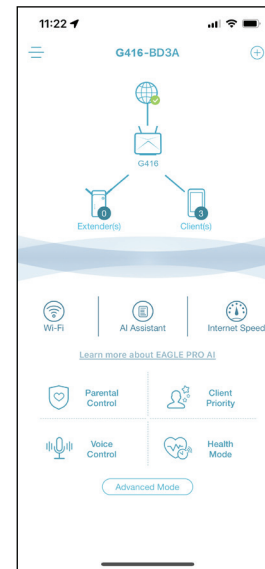 11:22
G416-BD3A
G416
0
3
Extender(s)
Client(s)
Wi-Fi
AI Assistant
Internet Speed
Learn more about EAGLE PRO AI
Parental
Control
Client
Priority
Voice
Control
Health
Mode
Advanced Mode